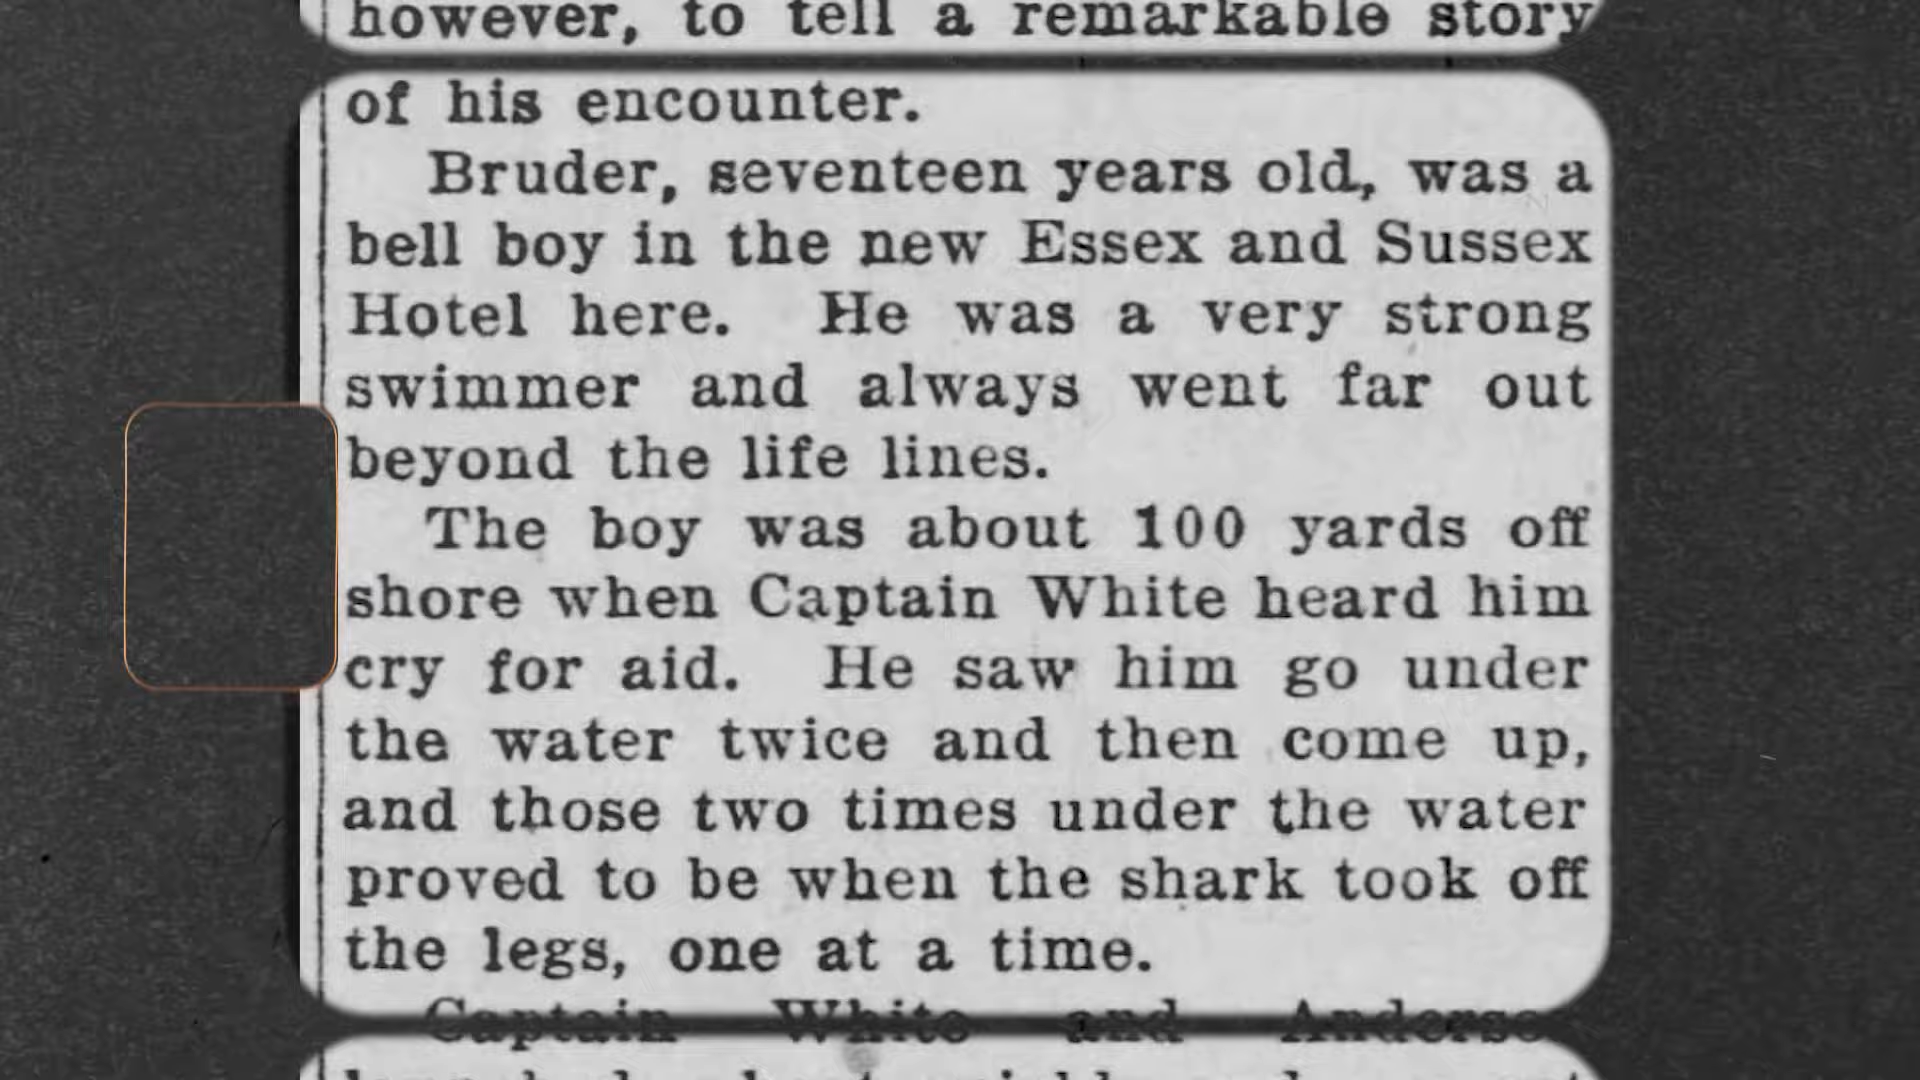 however, to tell a remarkable story
of his encounter.
Bruder, seventeen years old, was a
bell boy in the new Essex and Sussex
Hotel here. He was a very strong
swimmer and always went far out
beyond the life lines.
The boy was about 100 yards off
shore when Captain White heard him
cry for aid. He saw him go under
the water twice and then come up,
and those two times under the water
proved to be when the shark took off
the legs, one at a time.
Captain White and